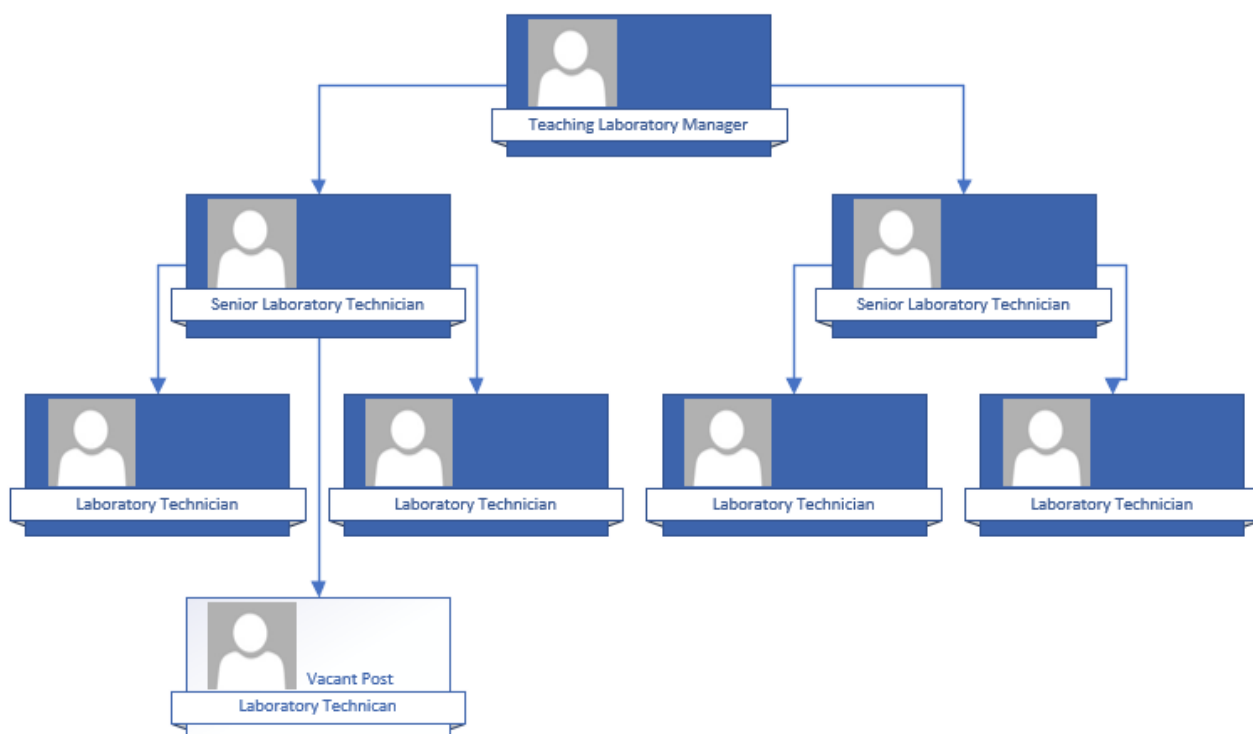 Teaching Laboratory Manager
Senior Laboratory Technician
Senior Laboratory Technician
Laboratory Technician
Laboratory Technician
Laboratory Technician
Laboratory Technician
Vacant Post
Laboratory Technican